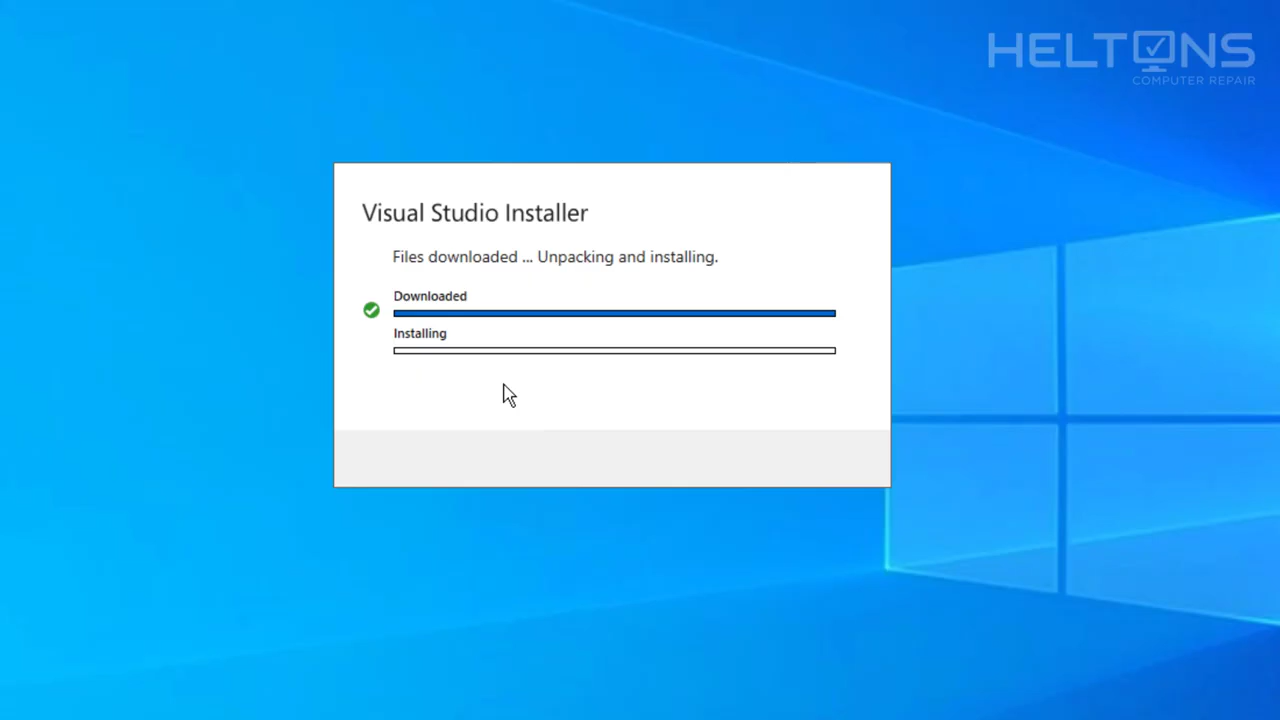 HELTONS
COMPUTER REPAIR
Visual Studio Installer
Files downloaded ... Unpacking and installing.
Downloaded
Installing